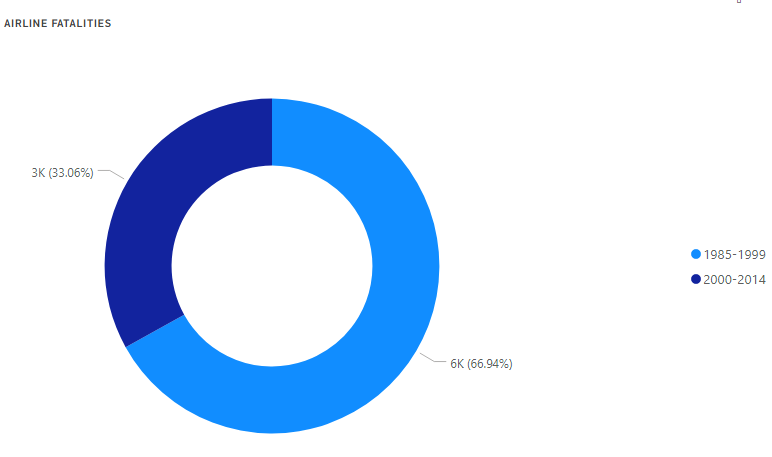 AIRLINE FATALITIES
3K (33.06%)
1985-1999
2000-2014
6K (66.94%)